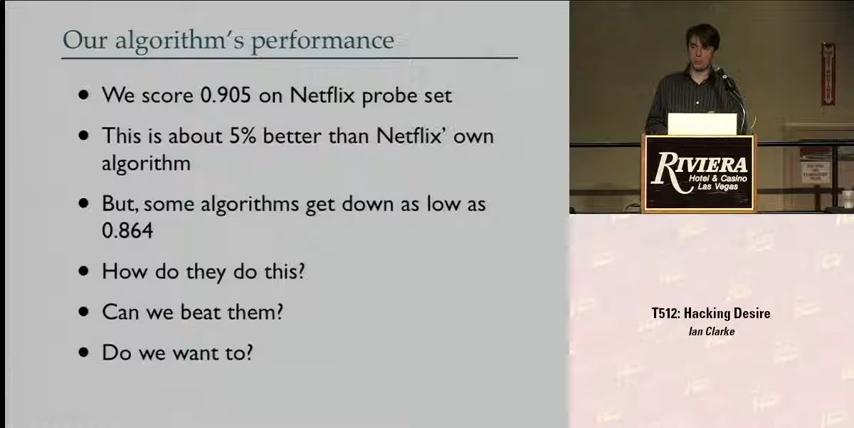 Our algorithm's performance
We score 0.905 on Netflix probe set
This is about 5% better than Netflix' own
algorithm
But, some algorithms get down as low as
0.864
How do they do this?
Can we beat them?
Do we want to?
RIVIERA
Hotel & Casino
Las Vegas
T512: Hacking Desire
Ian Clarke